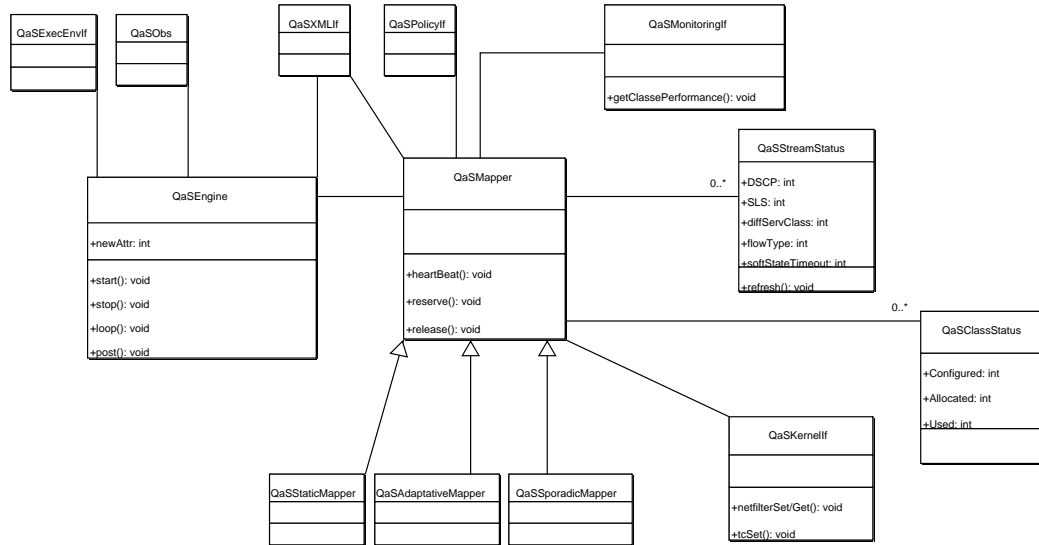 QaSExecEnvIf
QaSObs
QaSXMLIf
QaSPolicyIf
QaSMonitoringIf
+getClassePerformance(): void
QaSStreamStatus
+DSCP: int
+SLS: int
+diffServClass: int
+flowType: int
+softStateTimeout: int
+refresh(): void
0..*
QaSMapper
+heartBeat(): void
+reserve(): void
+release(): void
QaSEngine
+newAttr: int
+start(): void
+stop(): void
+loop(): void
+post(): void
0..*
QaSClassStatus
+Configured: int
+Allocated: int
+Used: int
QaSKernelIf
+netfilterSet/Get(): void
+tcSet(): void
QaSStaticMapper
QaSAdaptativeMapper
QaSSporadicMapper